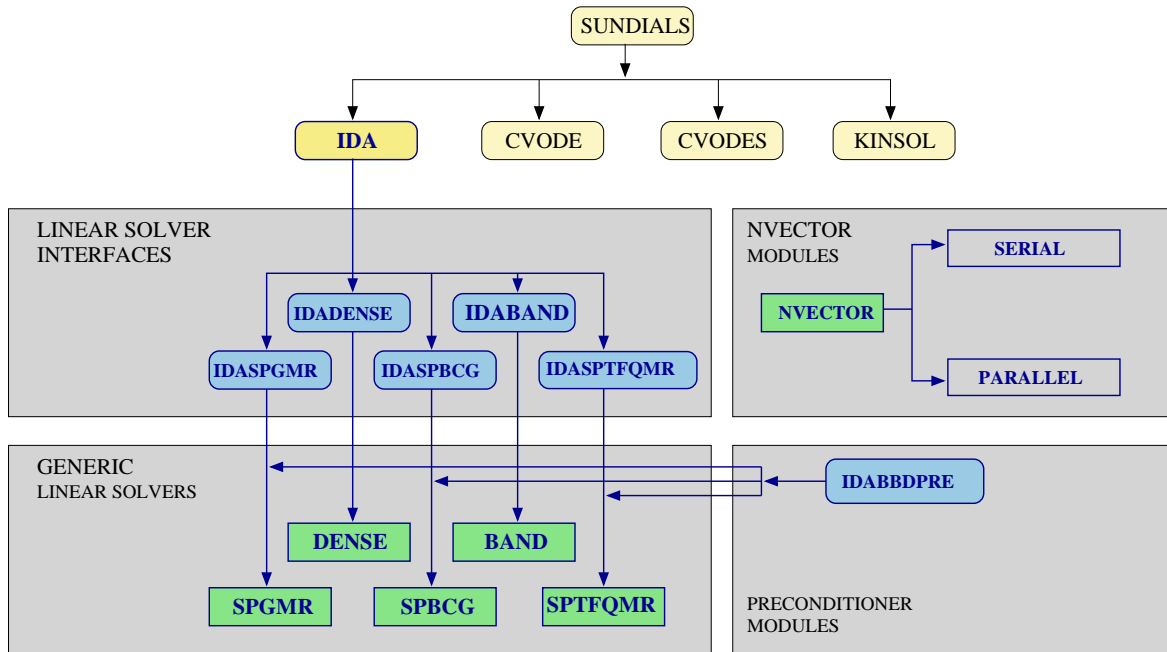 SUNDIALS
IDA
CVODE
CVODES
KINSOL
LINEAR SOLVER
INTERFACES
IDADENSE
IDABAND
IDASPGMR
IDASPBCG
IDASPTFQMR
NVECTOR
MODULES
SERIAL
NVECTOR
PARALLEL
GENERIC
LINEAR SOLVERS
DENSE
BAND
SPGMR
SPBCG
SPTFQMR
IDABBDPRE
PRECONDITIONER
MODULES